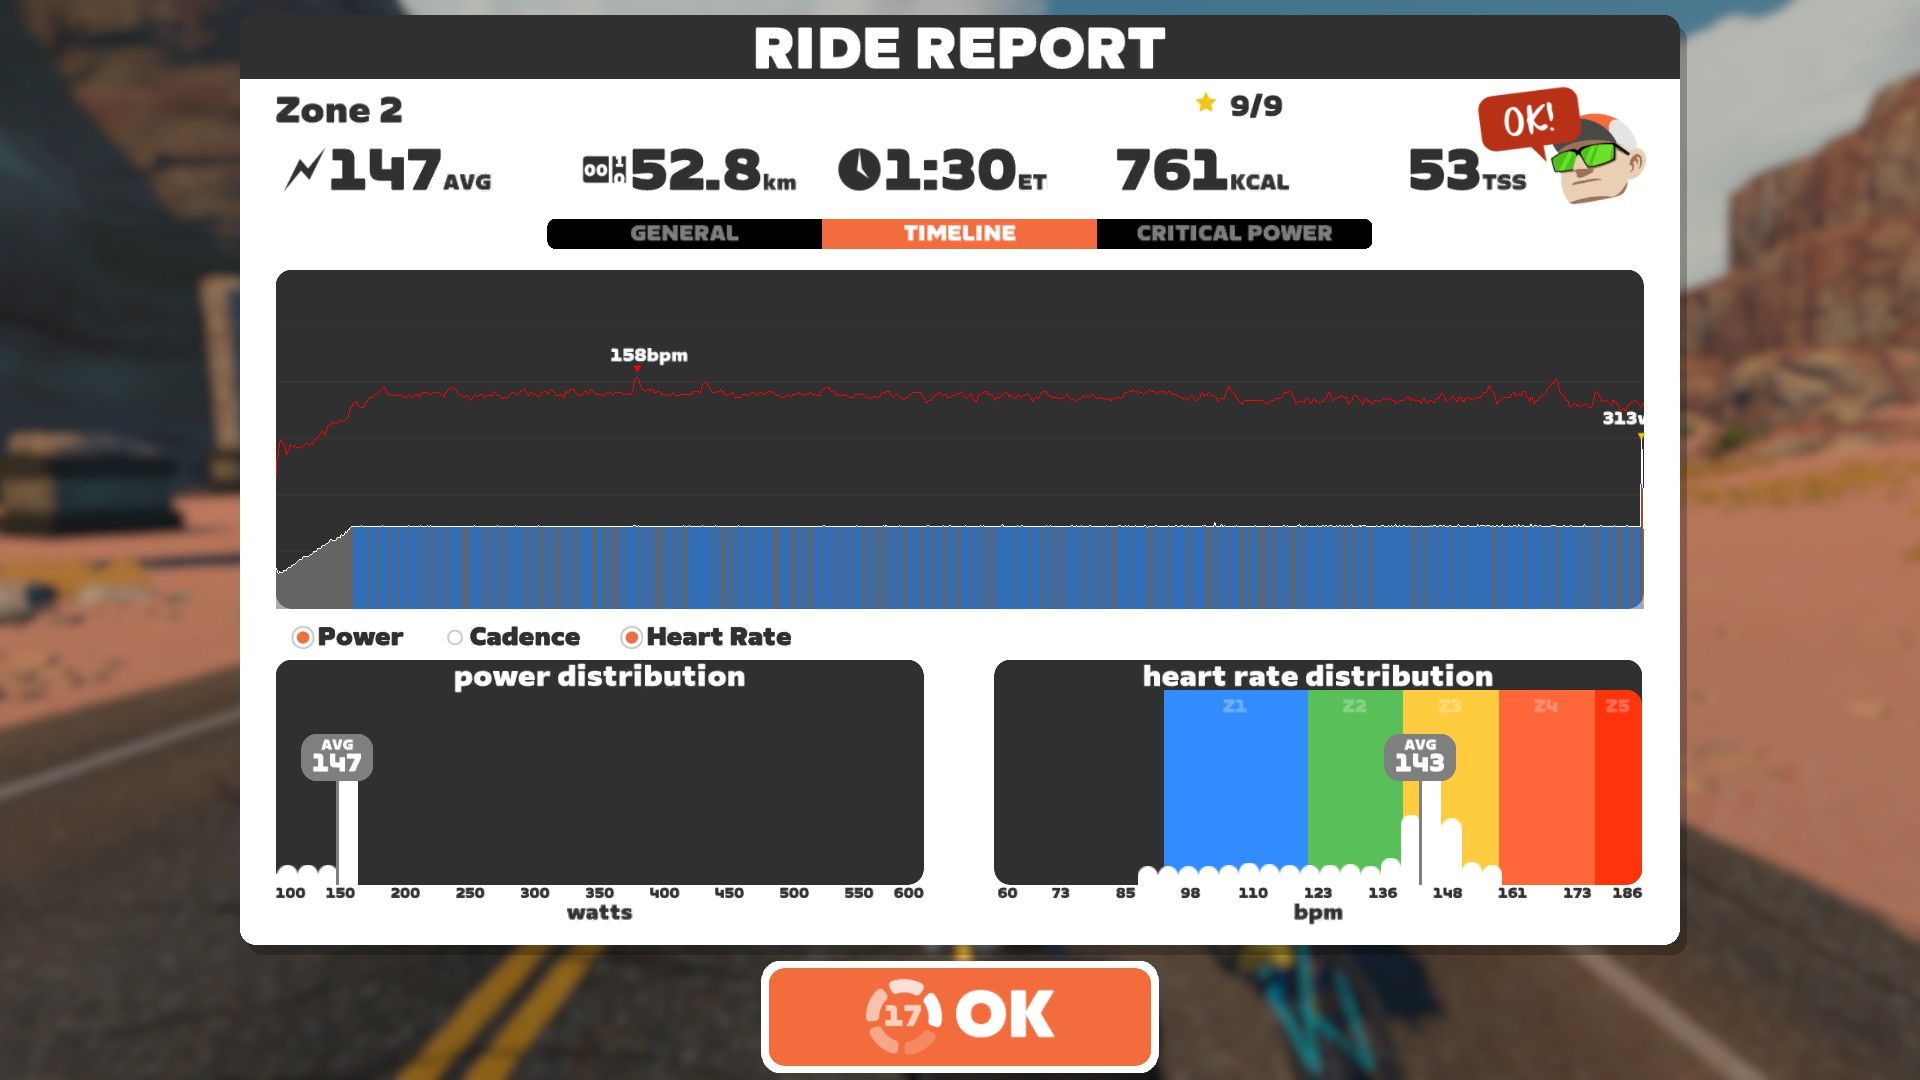 RIDE REPORT
Zone 2
9/9
OK!
147AVG
52.8km
1:30ET
761KCAL
53TSS
GENERAL
TIMELINE
CRITICAL POWER
158bpm
313w
Power
Cadence
Heart Rate
power distribution
AVG
147
100 150 200 250 300 350 400 450 500 550 600
watts
heart rate distribution
Z1 Z2 Z3 Z4 Z5
AVG
143
60 73 85 98 110 123 136 148 161 173 186
bpm
17 OK